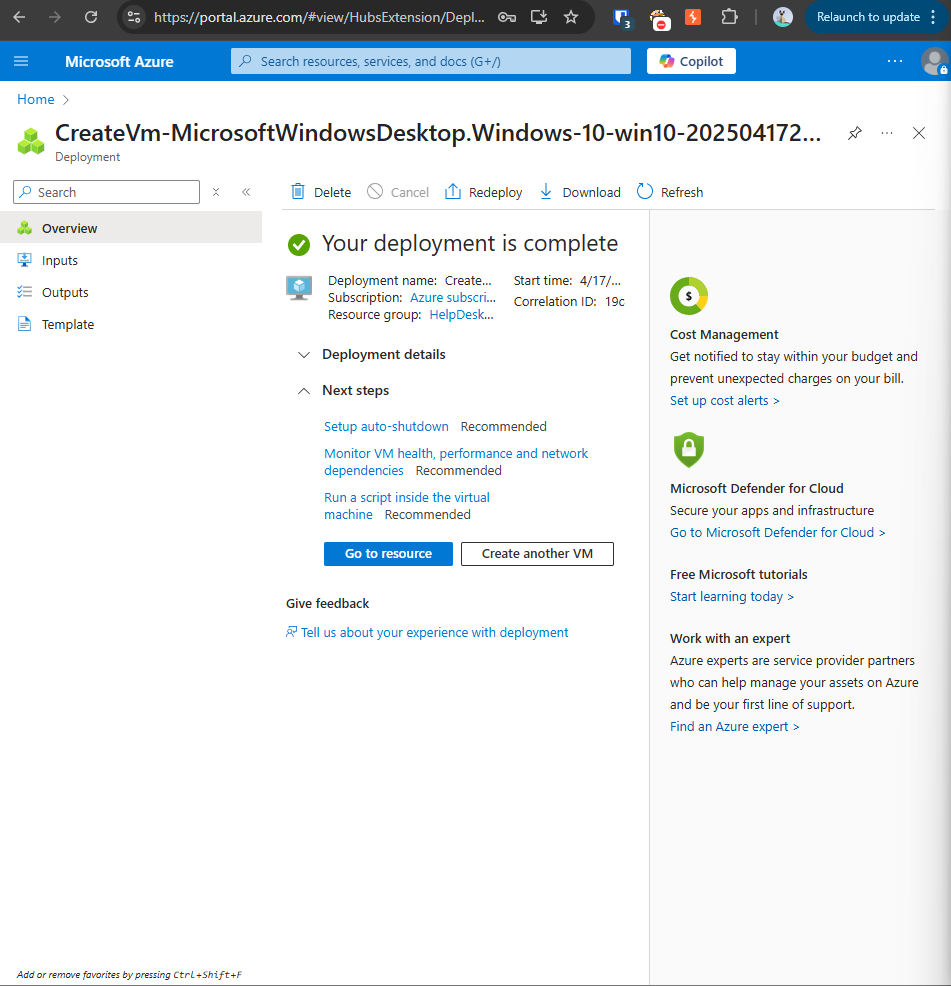 https://portal.azure.com/#view/HubsExtension/Depl...
3
Relaunch to update
Microsoft Azure
Search resources, services, and docs (G+/)
Copilot
Home
CreateVm-MicrosoftWindowsDesktop.Windows-10-win10-202504172...
Deployment
Search
Delete
Cancel
Redeploy
Download
Refresh
Overview
Inputs
Outputs
Template
Your deployment is complete
Deployment name: Create...
Subscription: Azure subscri...
Resource group: HelpDesk...
Start time: 4/17/...
Correlation ID: 19c
Deployment details
Next steps
Setup auto-shutdown Recommended
Monitor VM health, performance and network
dependencies Recommended
Run a script inside the virtual
machine Recommended
Go to resource
Create another VM
Give feedback
Tell us about your experience with deployment
$
Cost Management
Get notified to stay within your budget and
prevent unexpected charges on your bill.
Set up cost alerts >
Microsoft Defender for Cloud
Secure your apps and infrastructure
Go to Microsoft Defender for Cloud >
Free Microsoft tutorials
Start learning today >
Work with an expert
Azure experts are service provider partners
who can help manage your assets on Azure
and be your first line of support.
Find an Azure expert >
Add or remove favorites by pressing Ctrl+Shift+F